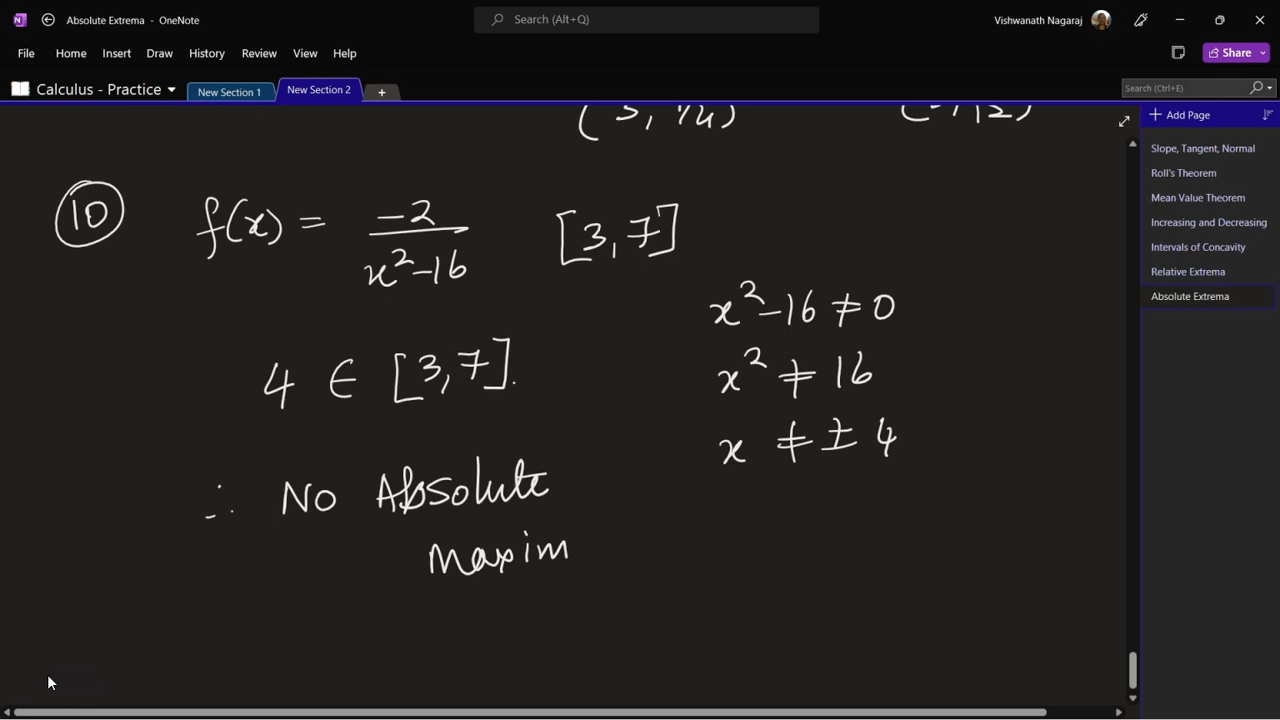 Absolute Extrema - OneNote
Search (Alt+Q)
Vishwanath Nagaraj
File Home Insert Draw History Review View Help
Share
Calculus - Practice
New Section 1
New Section 2
+
Search (Ctrl+E)
Add Page
Slope, Tangent, Normal
Roll's Theorem
Mean Value Theorem
Increasing and Decreasing
Intervals of Concavity
Relative Extrema
Absolute Extrema
(3, 1/4)
10 f(x) = -2 / x²-16 [3, 7]
x²-16 ≠ 0
4 ∈ [3, 7].
x² ≠ 16
x ≠ ± 4
∴ No Absolute
maxim